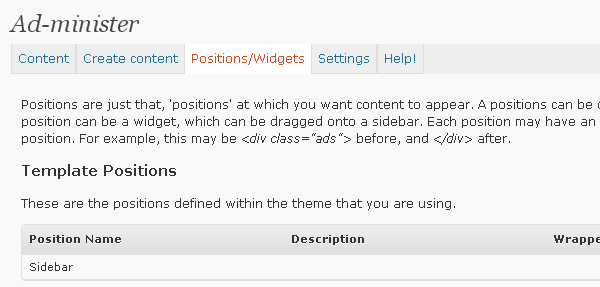 Ad-minister
Content Create content Positions/Widgets Settings Help!
Positions are just that, 'positions' at which you want content to appear. A positions can be
position can be a widget, which can be dragged onto a sidebar. Each position may have an
position. For example, this may be <div class="ads"> before, and </div> after.
Template Positions
These are the positions defined within the theme that you are using.
Position Name Description Wrappe
Sidebar